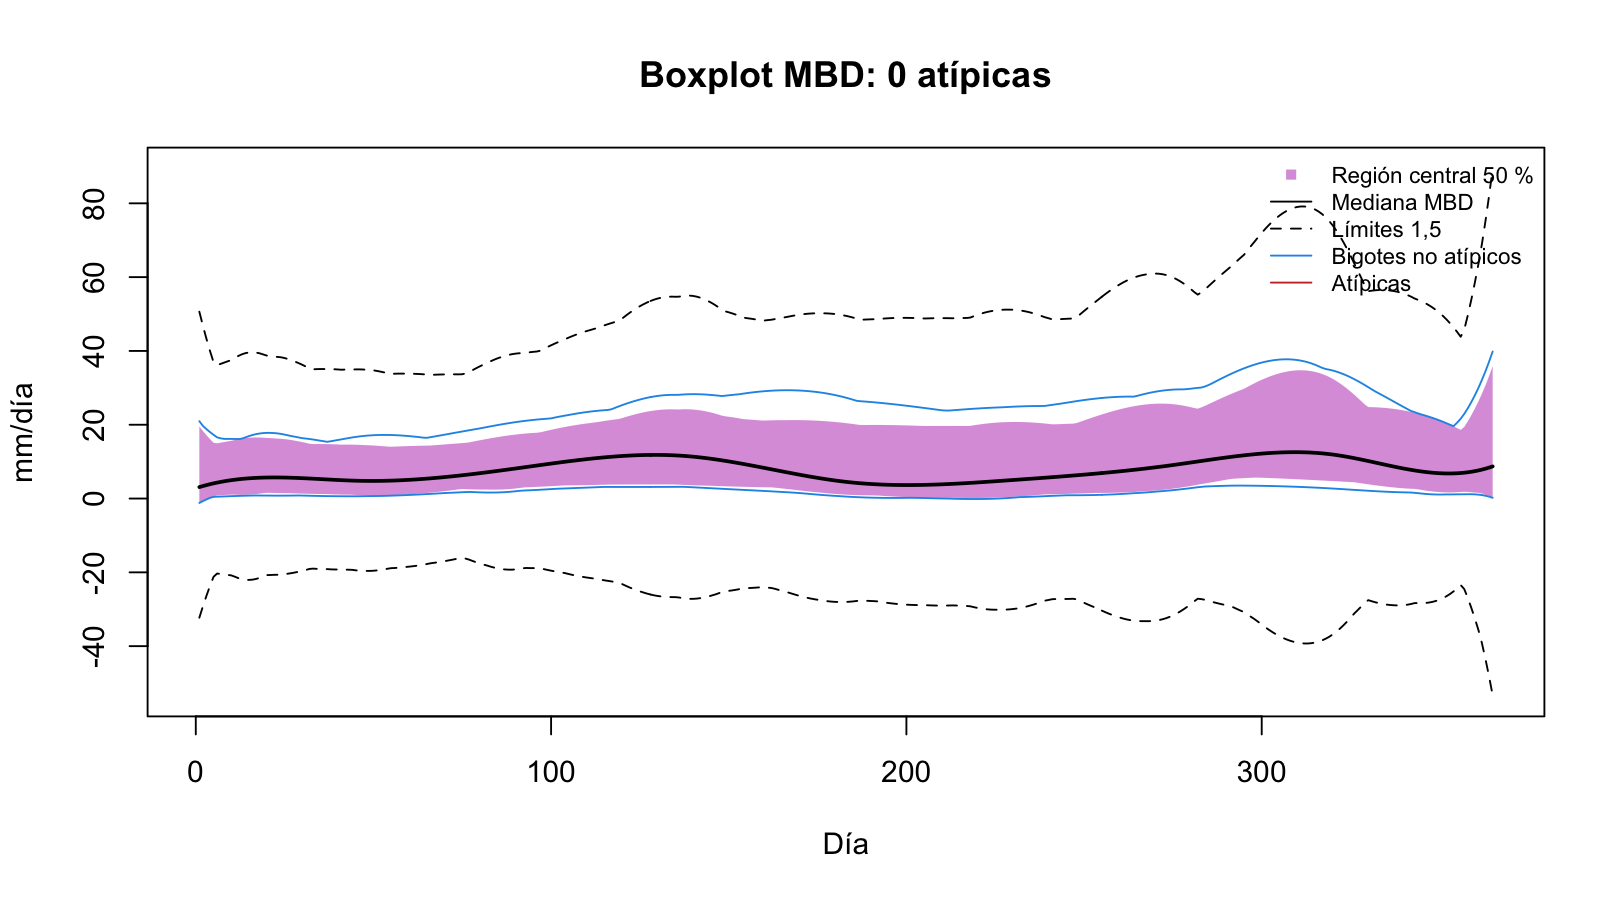 Boxplot MBD: 0 atípicas
Región central 50 %
Mediana MBD
Límites 1,5
Bigotes no atípicos
Atípicas
mm/día
80
60
40
20
0
-20
-40
0 100 200 300
Día